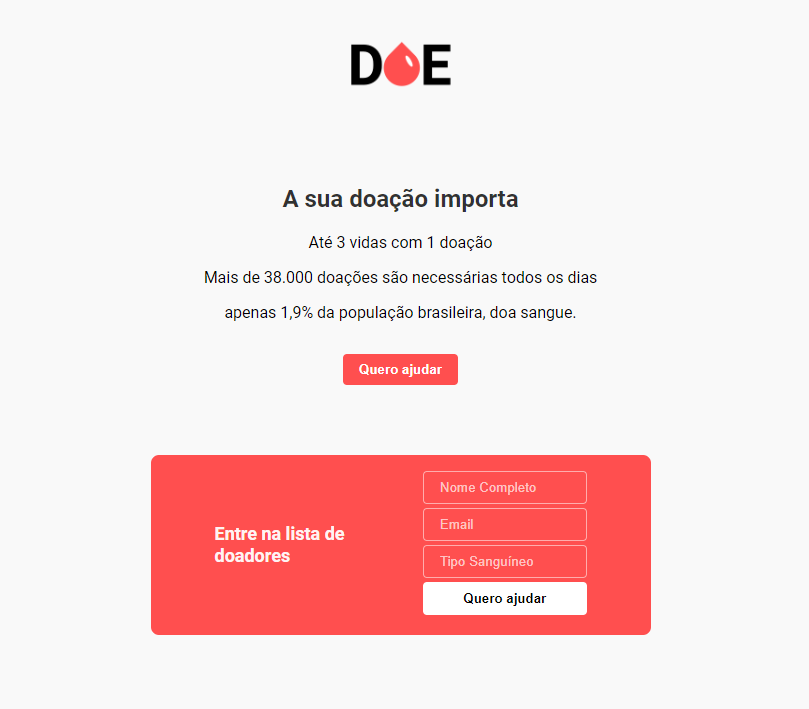 DOE
A sua doação importa
Até 3 vidas com 1 doação
Mais de 38.000 doações são necessárias todos os dias
apenas 1,9% da população brasileira, doa sangue.
Quero ajudar
Entre na lista de
doadores
Nome Completo
Email
Tipo Sanguíneo
Quero ajudar